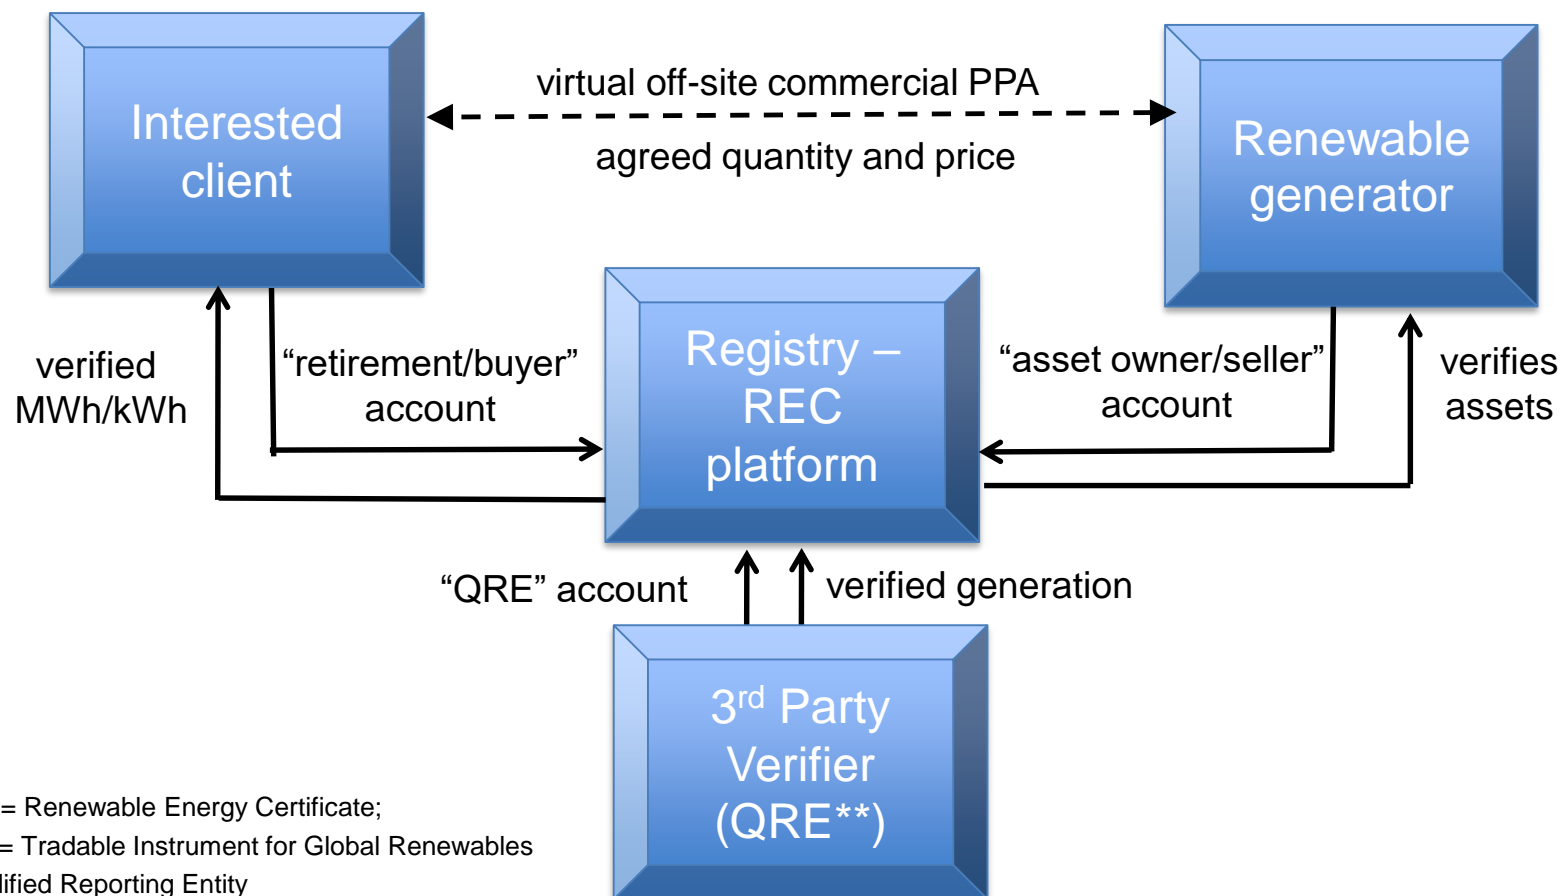 virtual off-site commercial PPA
agreed quantity and price
Interested
client
Renewable
generator
Registry –
REC
platform
verified
MWh/kWh
“retirement/buyer”
account
“asset owner/seller”
account
verifies
assets
“QRE” account
verified generation
3rd Party
Verifier
(QRE**)
= Renewable Energy Certificate;
= Tradable Instrument for Global Renewables
Reporting Entity